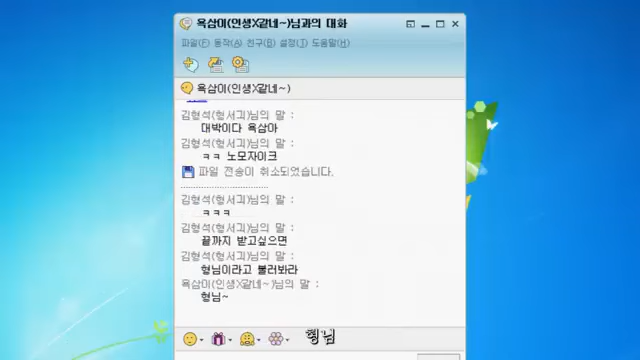 욕삼이(인생X같네~)님과의 대화
파일(F) 동작(A) 친구(B) 설정(I) 도움말(H)
욕삼이(인생X같네~)
김형석(형서긔)님의 말 :
대박이다 욕삼아
김형석(형서긔)님의 말 :
ㅋㅋ 노모자이크
파일 전송이 취소되었습니다.
김형석(형서긔)님의 말 :
ㅋㅋㅋ
김형석(형서긔)님의 말 :
끝까지 받고싶으면
김형석(형서긔)님의 말 :
형님이라고 불러봐라
욕삼이(인생X같네~)님의 말 :
형님~
형님